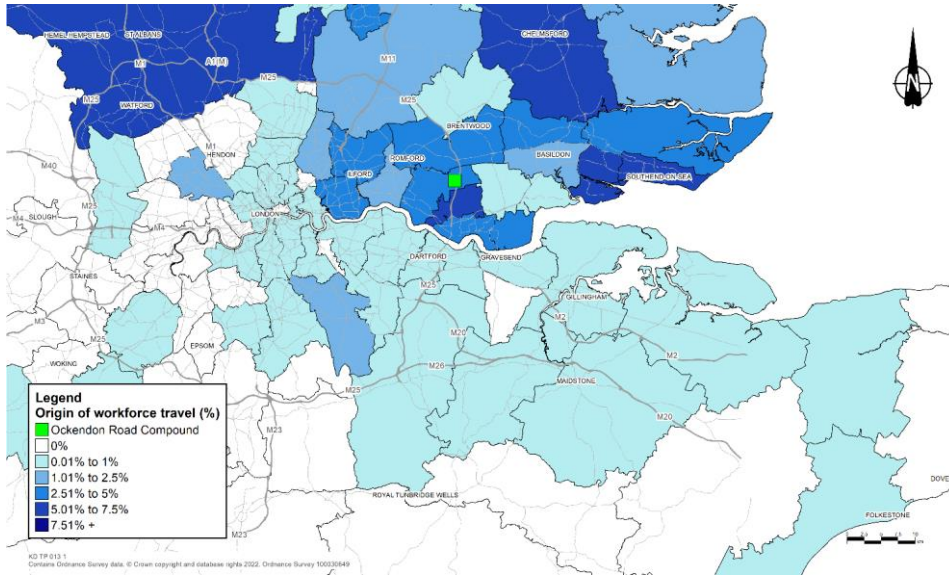 HEMEL HEMPSTEAD
ST ALBANS
CHELMSFORD
M1
A1(M)
M11
M25
M25
WATFORD
M25
BRENTWOOD
M1
HENDON
M40
ROMFORD
BASILDON
ILFORD
SOUTHEND-ON-SEA
M25
LONDON
SLOUGH
M4
M4
DARTFORD
GRAVESEND
STAINES
M25
GILLINGHAM
M2
M3
M20
M25
EPSOM
M2
WOKING
M26
MAIDSTONE
M25
M20
Legend
Origin of workforce travel (%)
Ockendon Road Compound
0%
0.01% to 1%
1.01% to 2.5%
2.51% to 5%
5.01% to 7.5%
7.51% +
M23
DOVE
ROYAL TUNBRIDGE WELLS
FOLKESTONE
M23
KD TP 013 1
Contains Ordnance Survey data. © Crown copyright and database rights 2022. Ordnance Survey 100030649